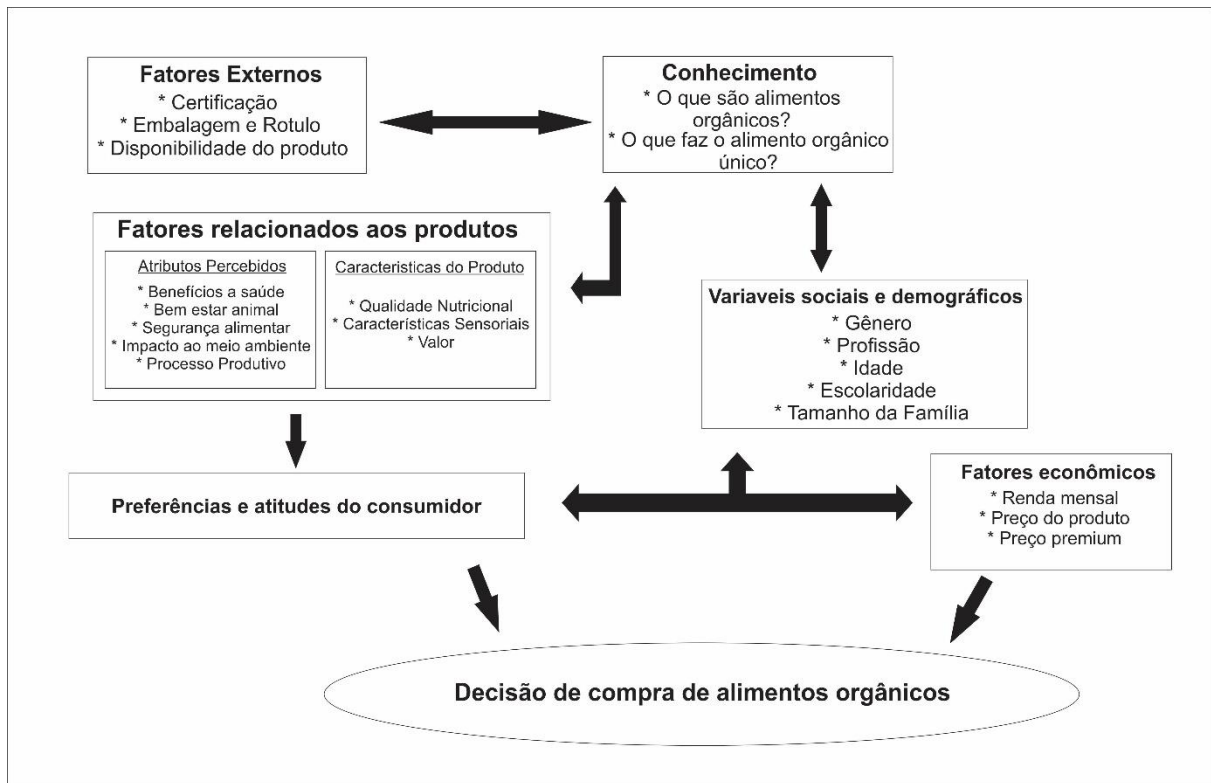 Fatores Externos
* Certificação
* Embalagem e Rotulo
* Disponibilidade do produto
Conhecimento
* O que são alimentos
orgânicos?
* O que faz o alimento orgânico
único?
Fatores relacionados aos produtos
Atributos Percebidos
* Benefícios a saúde
* Bem estar animal
* Segurança alimentar
* Impacto ao meio ambiente
* Processo Produtivo
Caracteristicas do Produto
* Qualidade Nutricional
* Características Sensoriais
* Valor
Variaveis sociais e demográficos
* Gênero
* Profissão
* Idade
* Escolaridade
* Tamanho da Família
Preferências e atitudes do consumidor
Fatores econômicos
* Renda mensal
* Preço do produto
* Preço premium
Decisão de compra de alimentos orgânicos